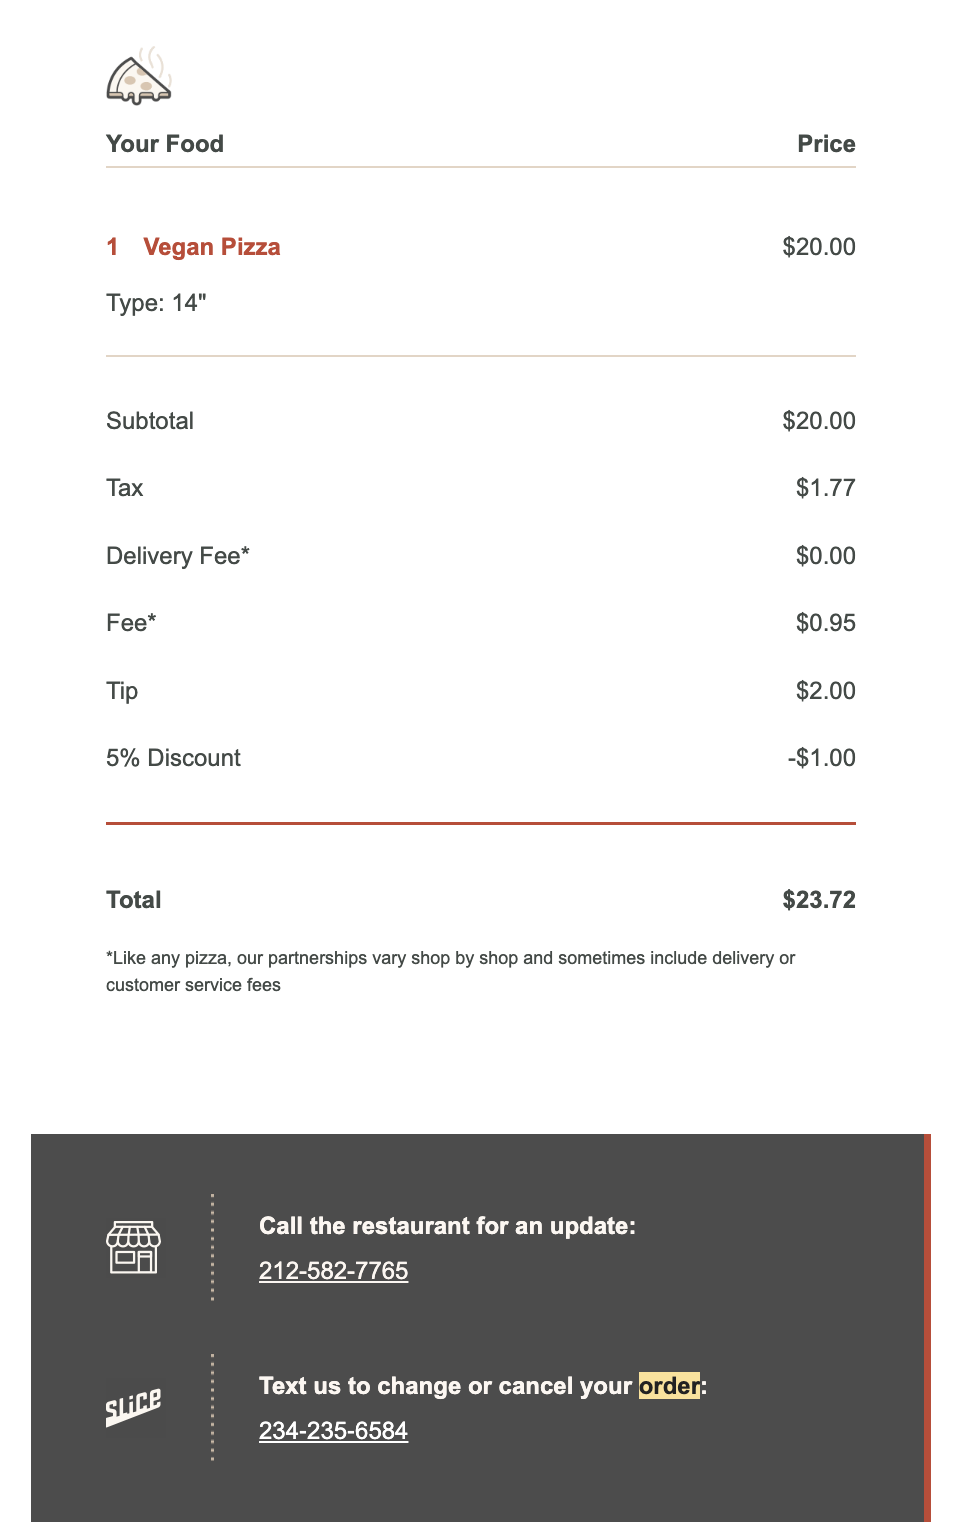 Your Food Price
1 Vegan Pizza $20.00
Type: 14"
Subtotal $20.00
Tax $1.77
Delivery Fee* $0.00
Fee* $0.95
Tip $2.00
5% Discount -$1.00
Total $23.72
*Like any pizza, our partnerships vary shop by shop and sometimes include delivery or
customer service fees
Call the restaurant for an update:
212-582-7765
SLiCE
Text us to change or cancel your order:
234-235-6584